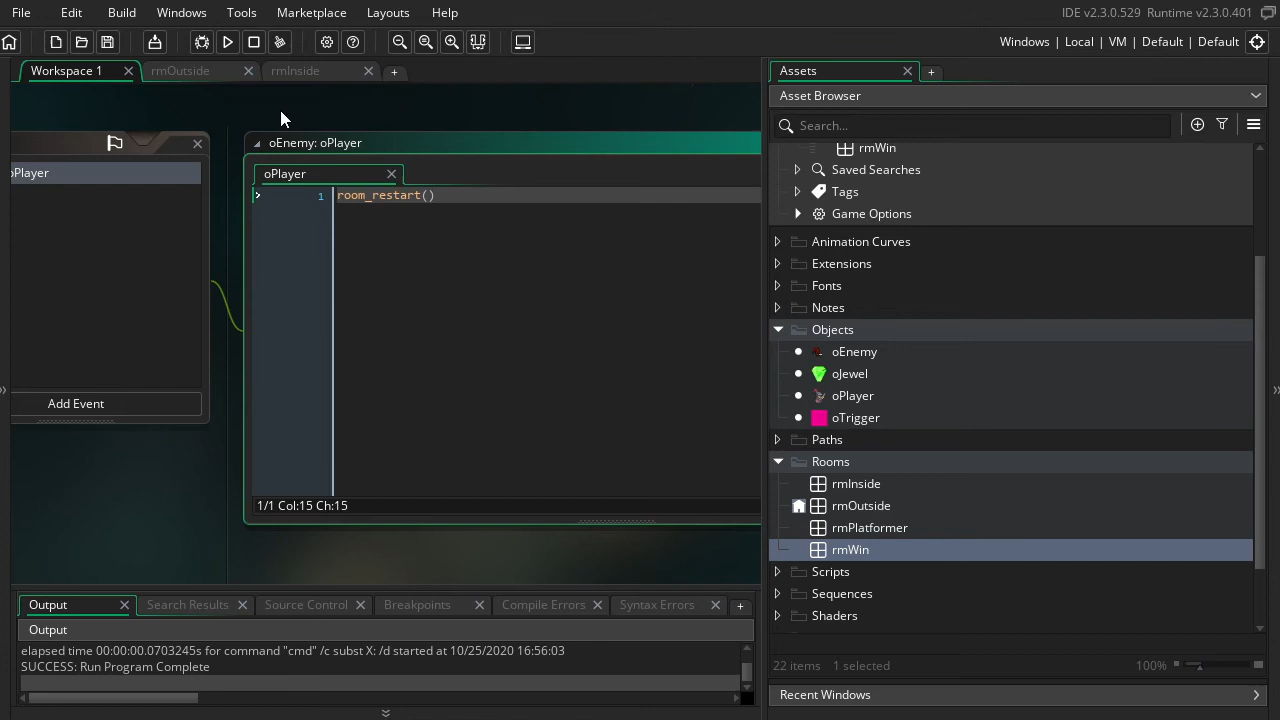 File Edit Build Windows Tools Marketplace Layouts Help
IDE v2.3.0.529 Runtime v2.3.0.401
Windows | Local | VM | Default | Default
Workspace 1 rmOutside rmInside
Assets
Asset Browser
Search...
rmWin
Saved Searches
Tags
Game Options
Animation Curves
Extensions
Fonts
Notes
Objects
oEnemy
oJewel
oPlayer
oTrigger
Paths
Rooms
rmInside
rmOutside
rmPlatformer
rmWin
Scripts
Sequences
Shaders
22 items 1 selected
100%
Recent Windows
oPlayer
Add Event
oEnemy: oPlayer
oPlayer
1 room_restart()
1/1 Col:15 Ch:15
Output Search Results Source Control Breakpoints Compile Errors Syntax Errors
Output
elapsed time 00:00:00.0703245s for command "cmd" /c subst X: /d started at 10/25/2020 16:56:03
SUCCESS: Run Program Complete